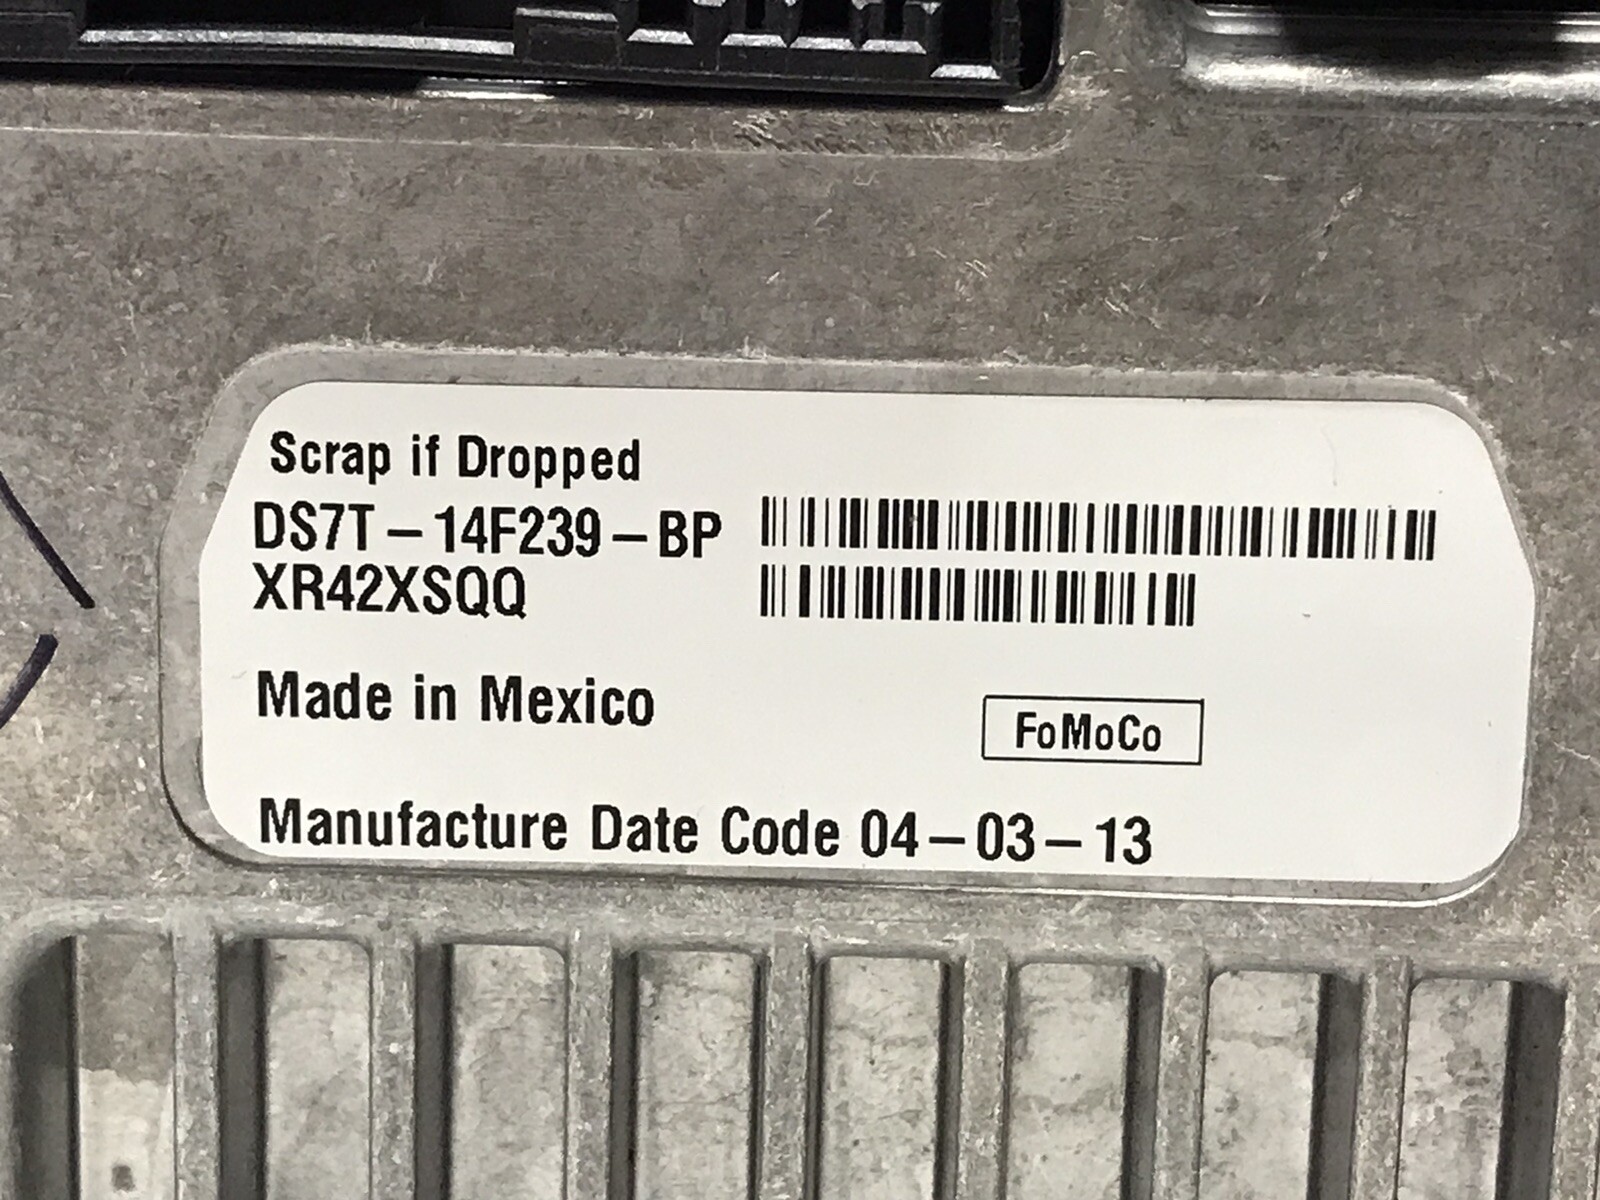 Scrap if Dropped
DS7T-14F239-BP
XR42XSQQ
Made in Mexico
FoMoCo
Manufacture Date Code 04-03-13